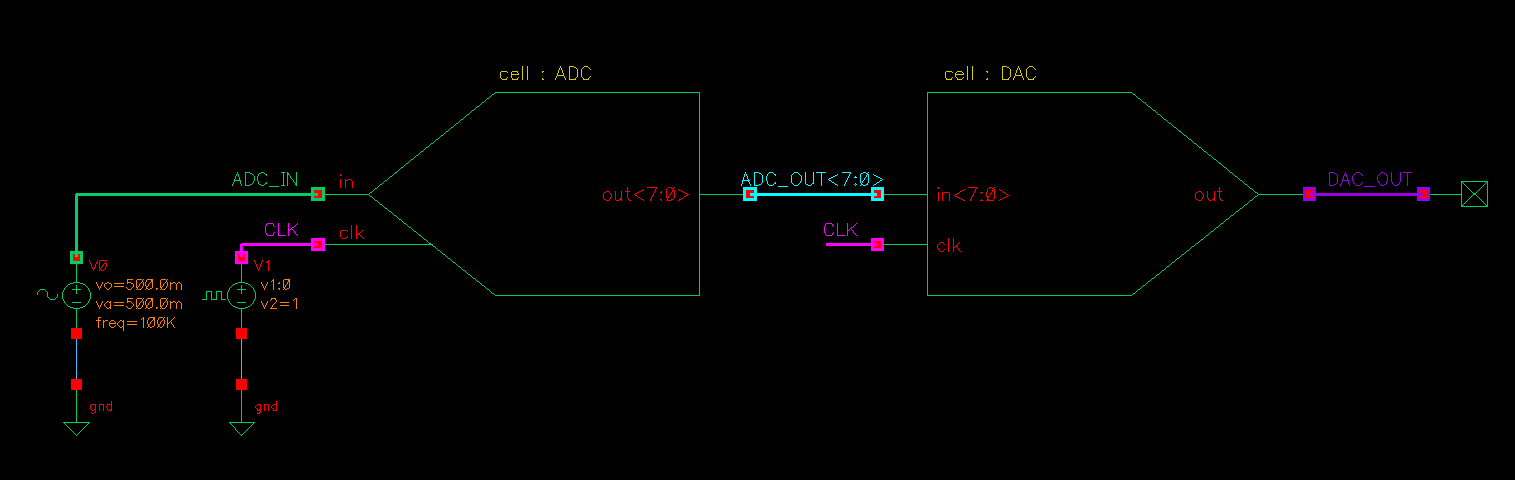 cell : ADC
cell : DAC
ADC_IN
in
out<7:0>
ADC_OUT<7:0>
in<7:0>
out
DAC_OUT
CLK
clk
CLK
clk
V0
vo=500.0m
va=500.0m
freq=100K
V1
v1:0
v2=1
gnd
gnd